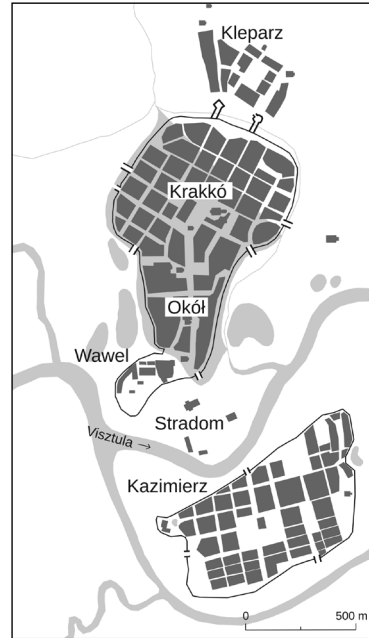 Kleparz
Krakkó
Okół
Wawel
Stradom
Visztula →
Kazimierz
0 500 m